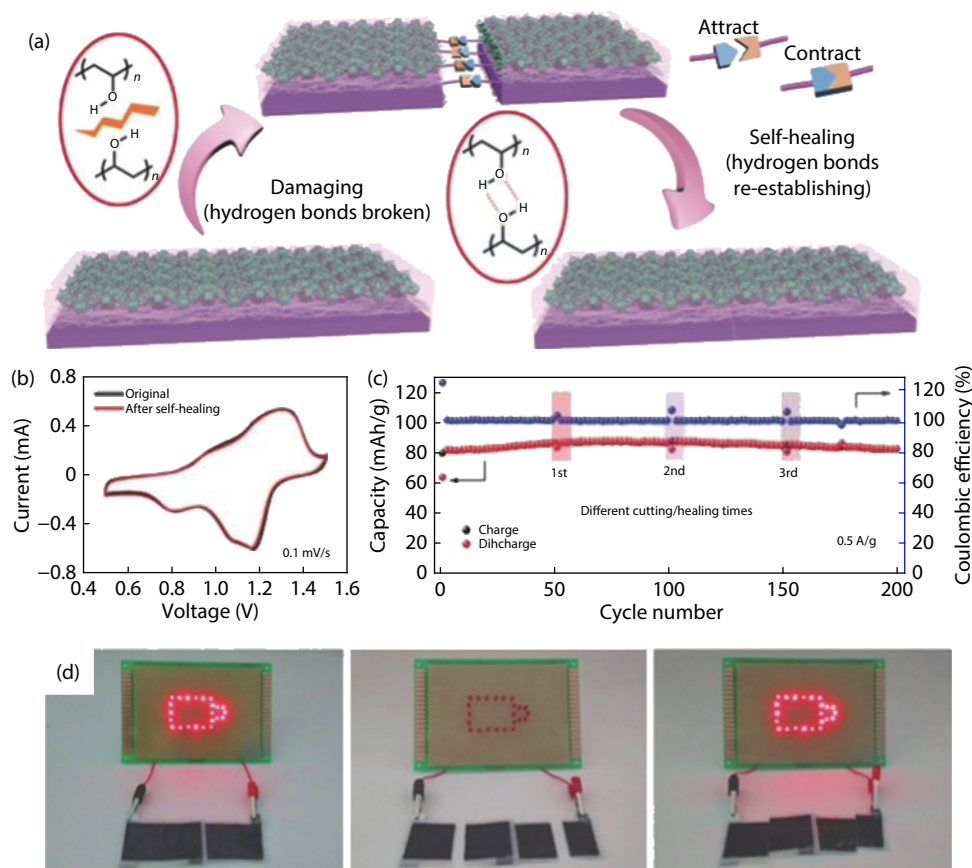 (a)
Attract
Contract
n
O
H
H
O
n
Damaging
(hydrogen bonds broken)
n
O
H
H
O
n
Self-healing
(hydrogen bonds
re-establishing)
(b)
Original
After self-healing
0.8
0.4
0
−0.4
−0.8
Current (mA)
0.1 mV/s
0.4
0.6
0.8
1.0
1.2
1.4
1.6
Voltage (V)
(c)
120
100
80
60
40
20
0
Capacity (mAh/g)
1st
2nd
3rd
Different cutting/healing times
Charge
Dihcharge
0.5 A/g
120
100
80
60
40
20
0
Coulombic efficiency (%)
0
50
100
150
200
Cycle number
(d)